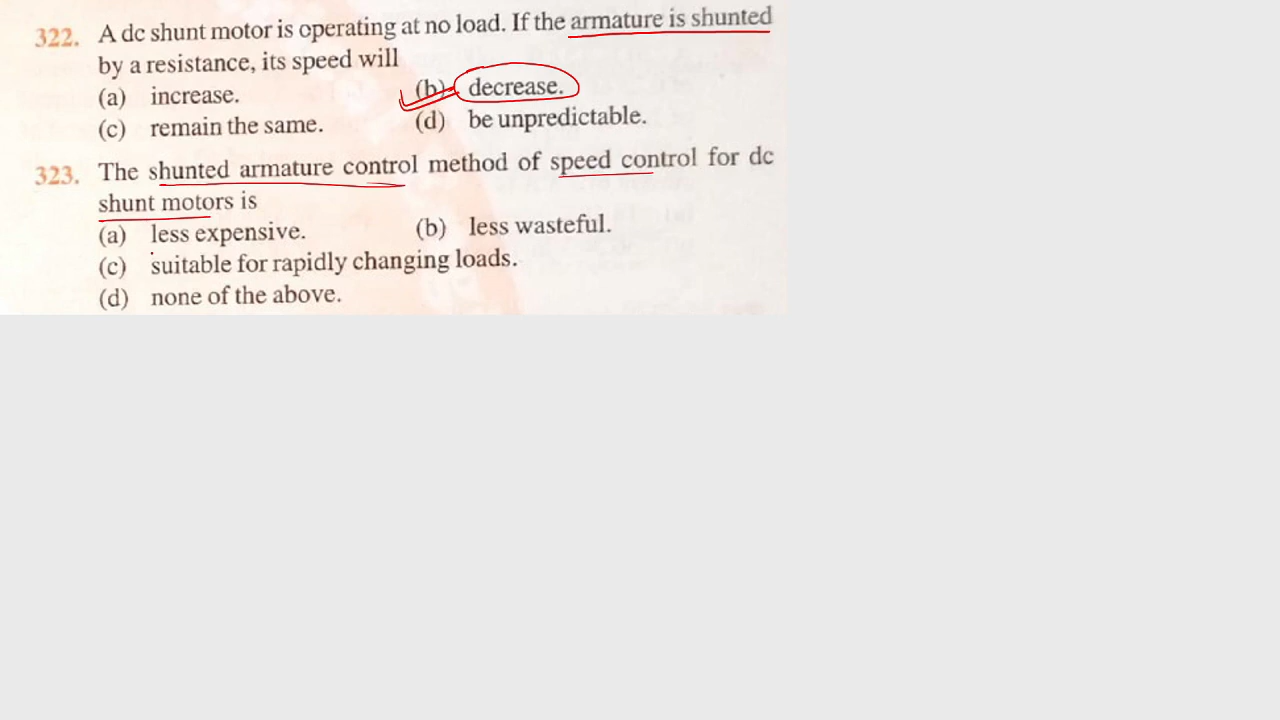 322. A dc shunt motor is operating at no load. If the armature is shunted
by a resistance, its speed will
(a) increase. (b) decrease.
(c) remain the same. (d) be unpredictable.
323. The shunted armature control method of speed control for dc
shunt motors is
(a) less expensive. (b) less wasteful.
(c) suitable for rapidly changing loads.
(d) none of the above.